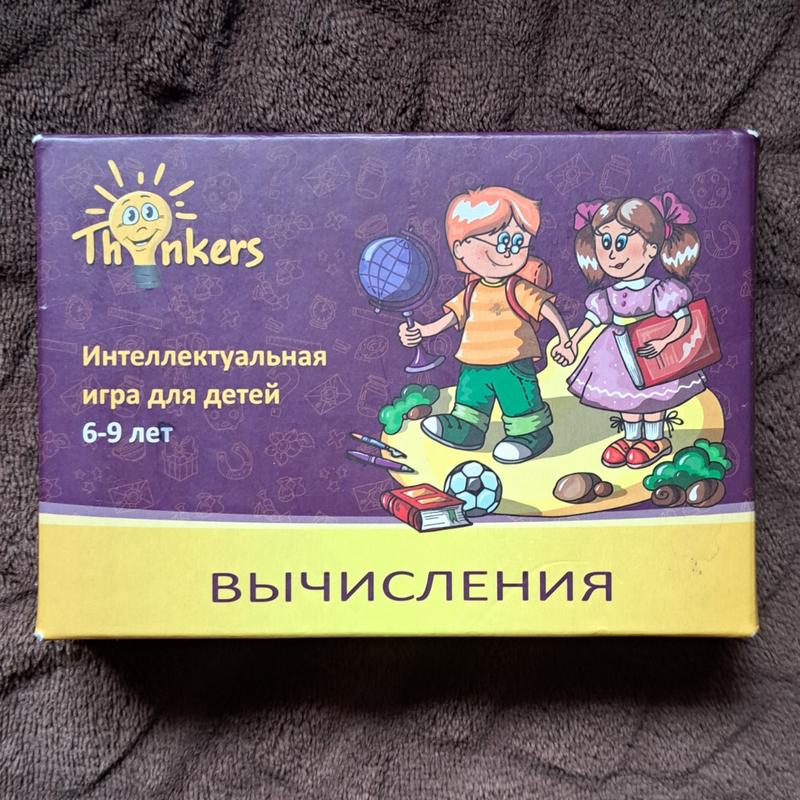 Thinkers
Интеллектуальная
игра для детей
6-9 лет
ВЫЧИСЛЕНИЯ